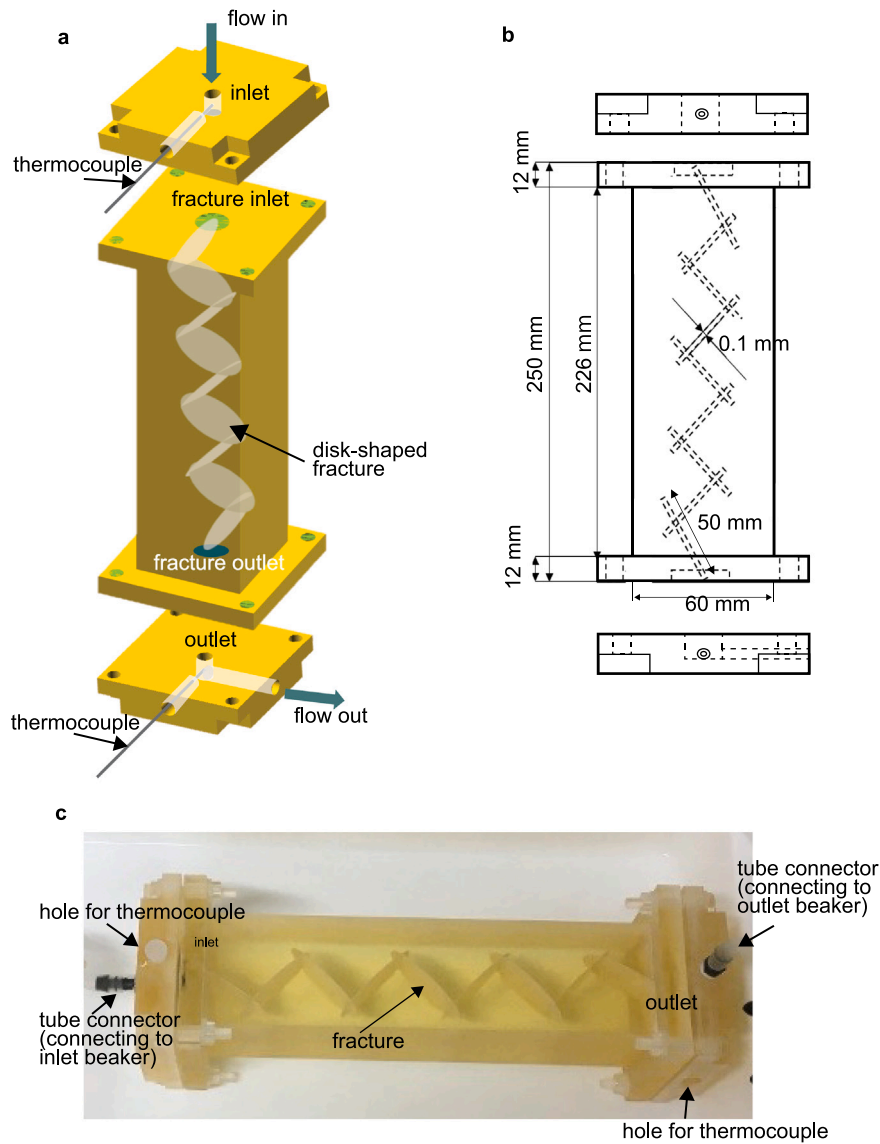 a
flow in
inlet
thermocouple
fracture inlet
disk-shaped
fracture
fracture outlet
outlet
flow out
thermocouple
b
12 mm
250 mm
226 mm
0.1 mm
50 mm
12 mm
60 mm
c
tube connector
(connecting to
outlet beaker)
hole for thermocouple
inlet
outlet
fracture
tube connector
(connecting to
inlet beaker)
hole for thermocouple